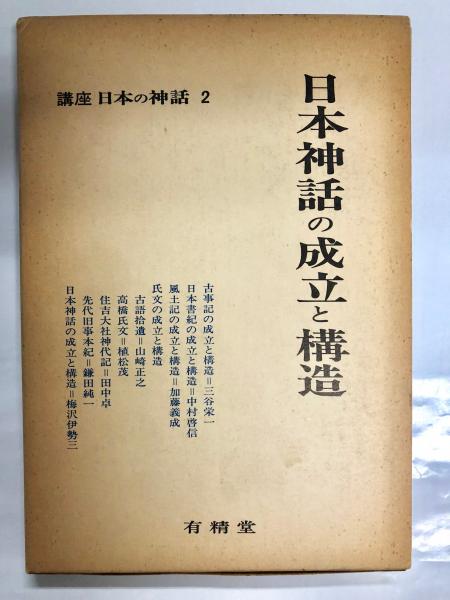 講座 日本の神話 2
日本神話の成立と構造
古事記の成立と構造＝三谷栄一
日本書紀の成立と構造＝中村啓信
風土記の成立と構造＝加藤義成
氏文の成立と構造
古語拾遺＝山崎正之
高橋氏文＝植松茂
住吉大社神代記＝田中卓
先代旧事本紀＝鎌田純一
日本神話の成立と構造＝梅沢伊勢三
有精堂